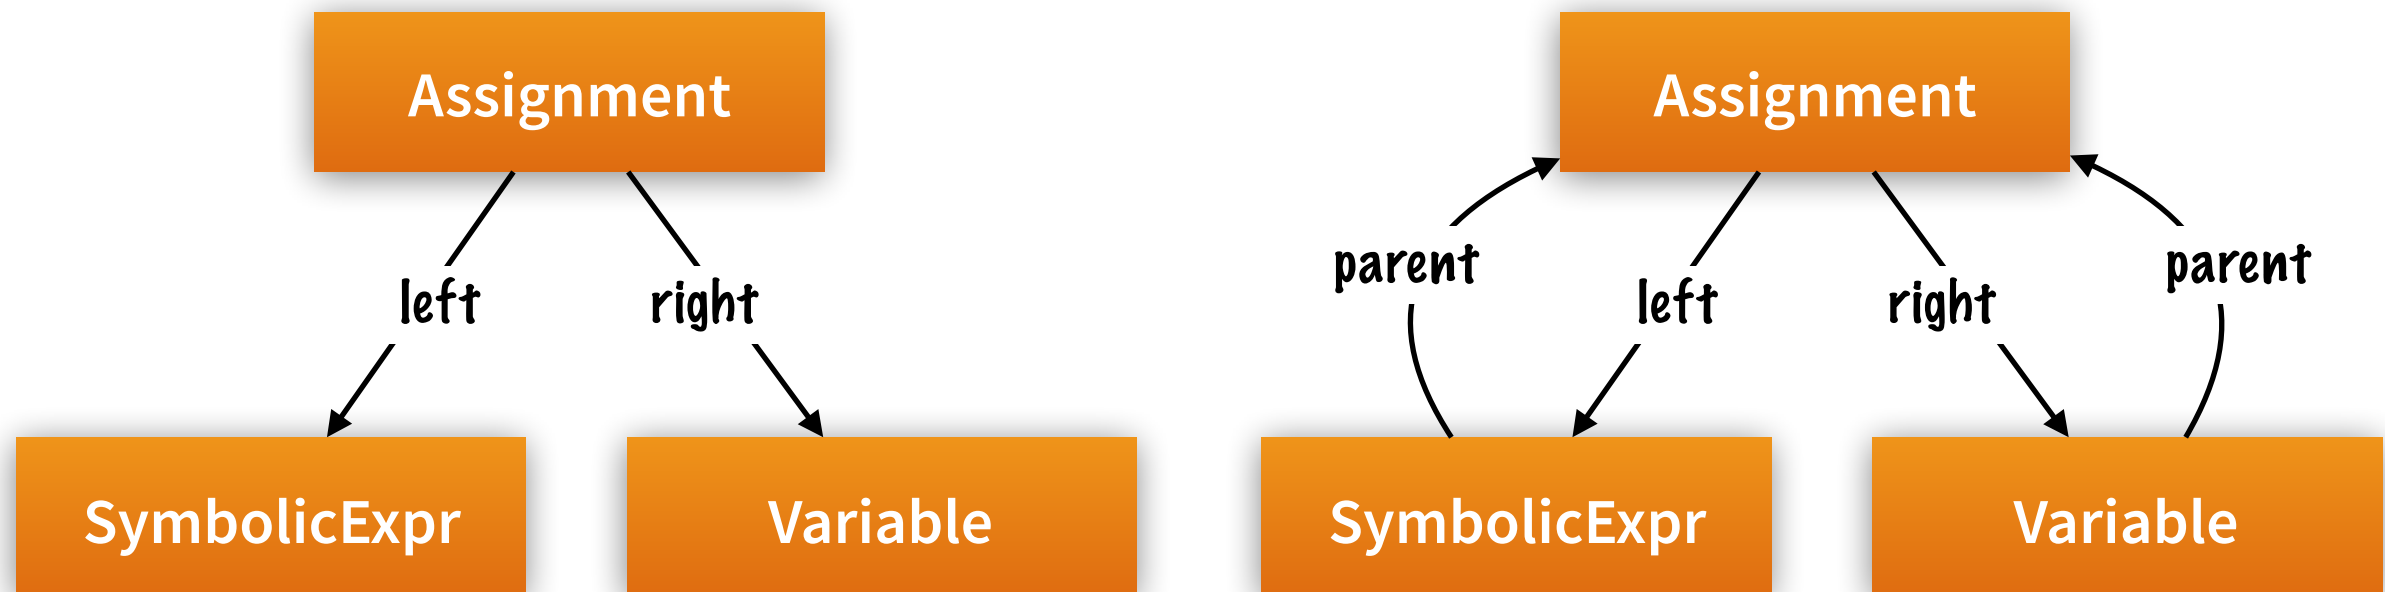 Assignment
left
right
SymbolicExpr
Variable
Assignment
parent
left
right
parent
SymbolicExpr
Variable